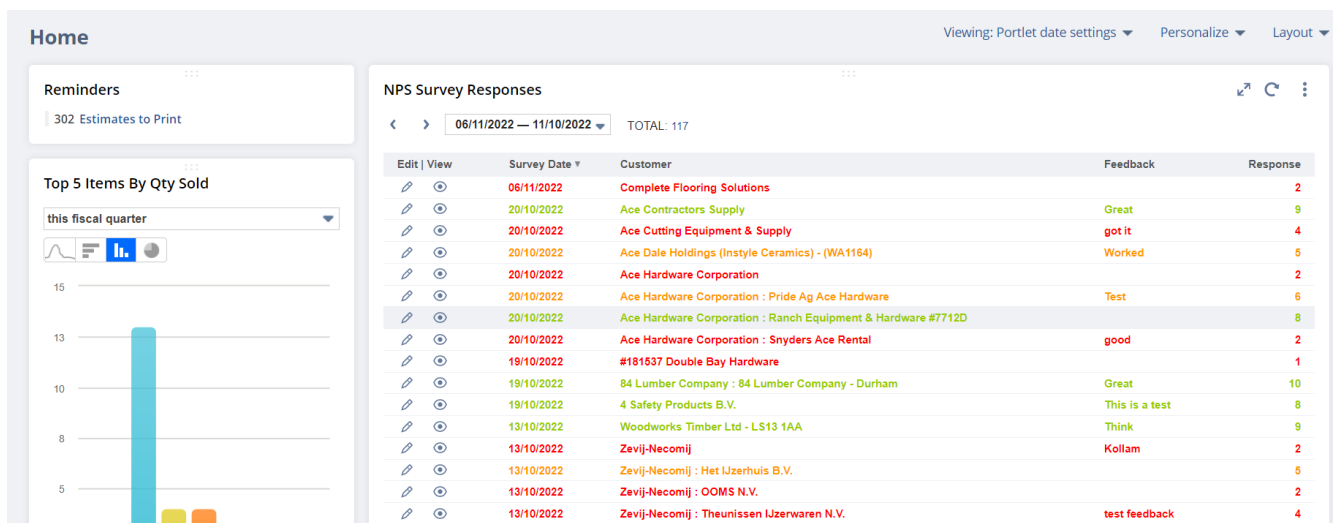 Home
Viewing: Portlet date settings Personalize Layout
Reminders
302 Estimates to Print
Top 5 Items By Qty Sold
this fiscal quarter
15
13
10
8
5
NPS Survey Responses
06/11/2022 — 11/10/2022 TOTAL: 117
Edit | View Survey Date Customer Feedback Response
06/11/2022 Complete Flooring Solutions 2
20/10/2022 Ace Contractors Supply Great 9
20/10/2022 Ace Cutting Equipment & Supply got it 4
20/10/2022 Ace Dale Holdings (Instyle Ceramics) - (WA1164) Worked 5
20/10/2022 Ace Hardware Corporation 2
20/10/2022 Ace Hardware Corporation : Pride Ag Ace Hardware Test 6
20/10/2022 Ace Hardware Corporation : Ranch Equipment & Hardware #7712D 8
20/10/2022 Ace Hardware Corporation : Snyders Ace Rental good 2
19/10/2022 #181537 Double Bay Hardware 1
19/10/2022 84 Lumber Company : 84 Lumber Company - Durham Great 10
19/10/2022 4 Safety Products B.V. This is a test 8
13/10/2022 Woodworks Timber Ltd - LS13 1AA Think 9
13/10/2022 Zevij-Necomij Kollam 2
13/10/2022 Zevij-Necomij : Het IJzerhuis B.V. 5
13/10/2022 Zevij-Necomij : OOMS N.V. 2
13/10/2022 Zevij-Necomij : Theunissen IJzerwaren N.V. test feedback 4